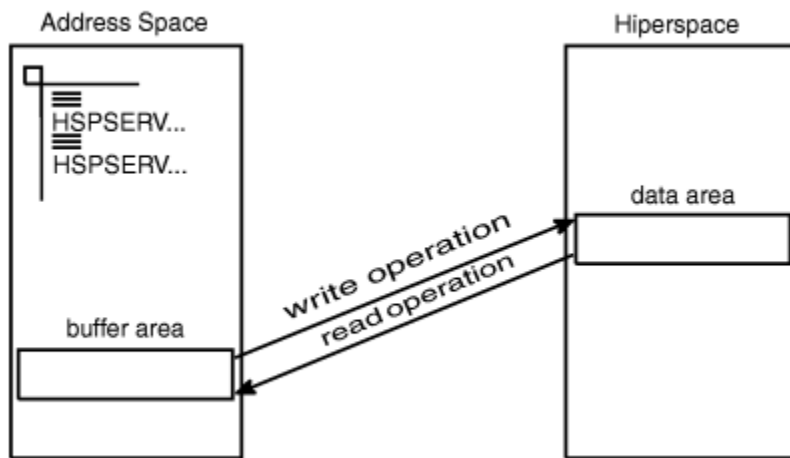 Address Space
Hiperspace
HSPSERV...
HSPSERV...
data area
write operation
read operation
buffer area